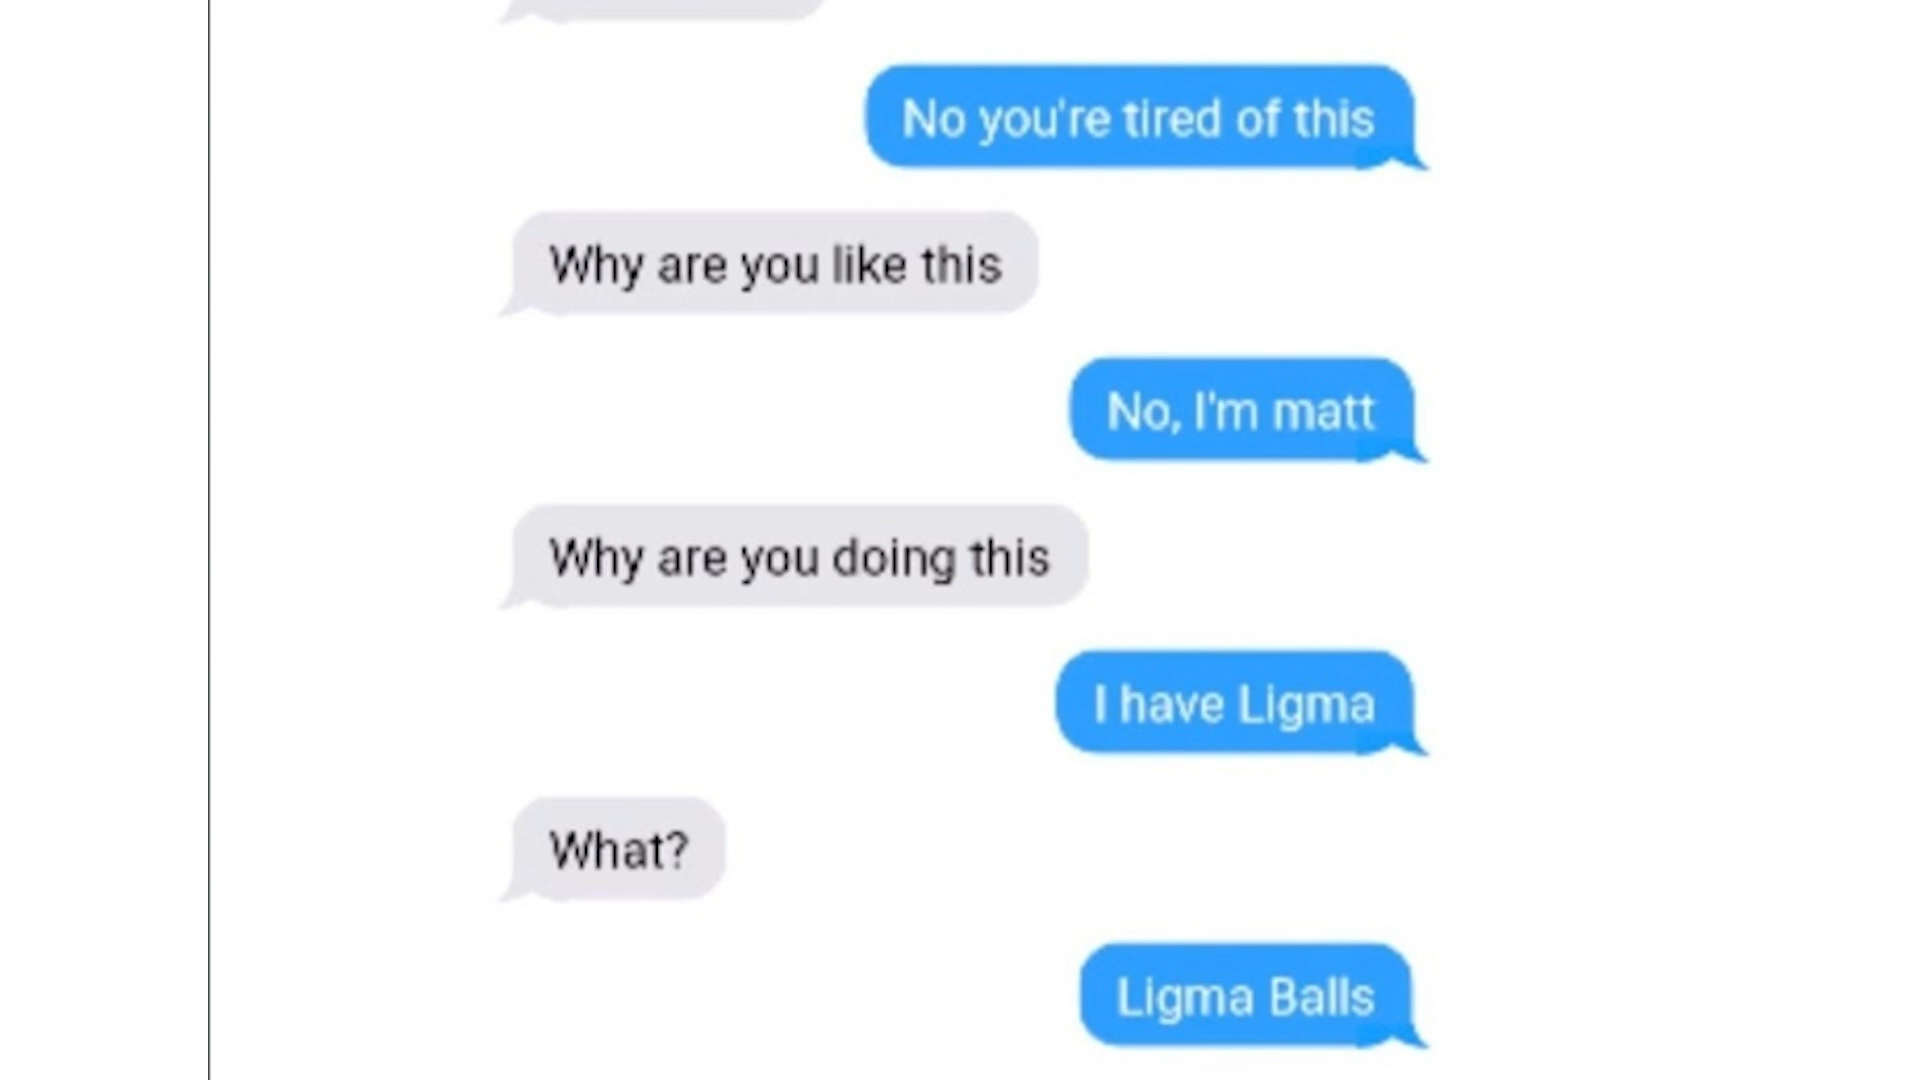 No you're tired of this
Why are you like this
No, I'm matt
Why are you doing this
I have Ligma
What?
Ligma Balls